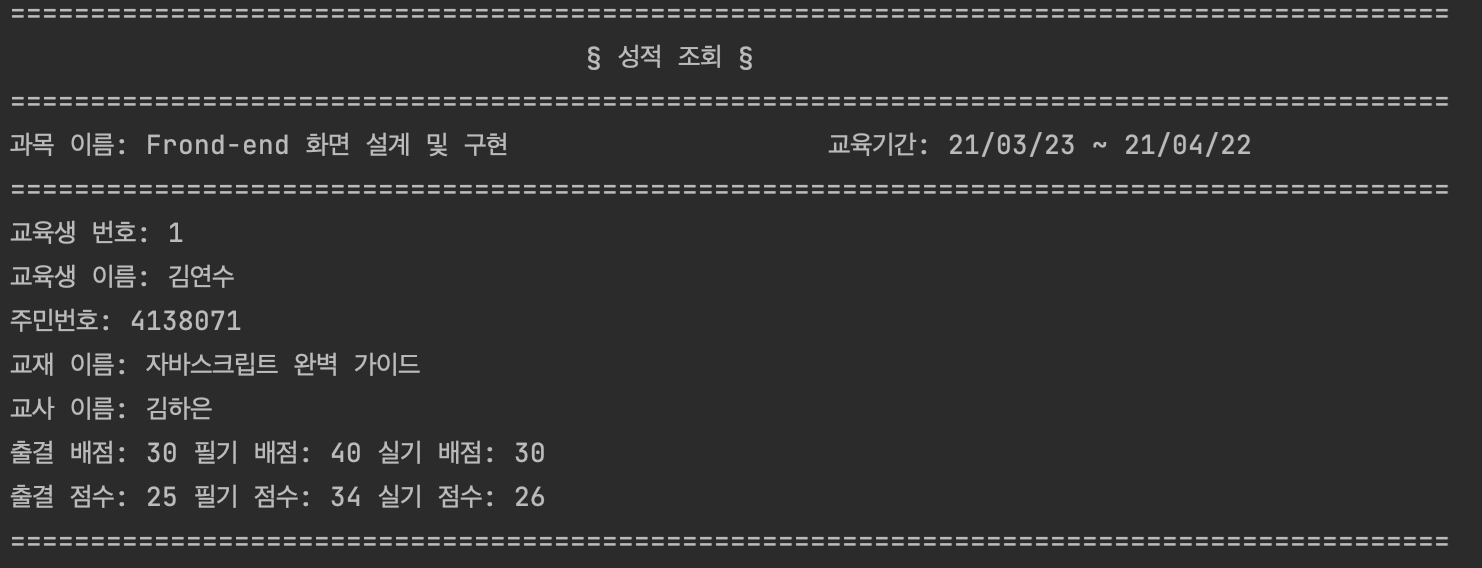 ==========================================================================================
§ 성적 조회 §
==========================================================================================
과목 이름: Frond-end 화면 설계 및 구현 교육기간: 21/03/23 ~ 21/04/22
==========================================================================================
교육생 번호: 1
교육생 이름: 김연수
주민번호: 4138071
교재 이름: 자바스크립트 완벽 가이드
교사 이름: 김하은
출결 배점: 30 필기 배점: 40 실기 배점: 30
출결 점수: 25 필기 점수: 34 실기 점수: 26
==========================================================================================